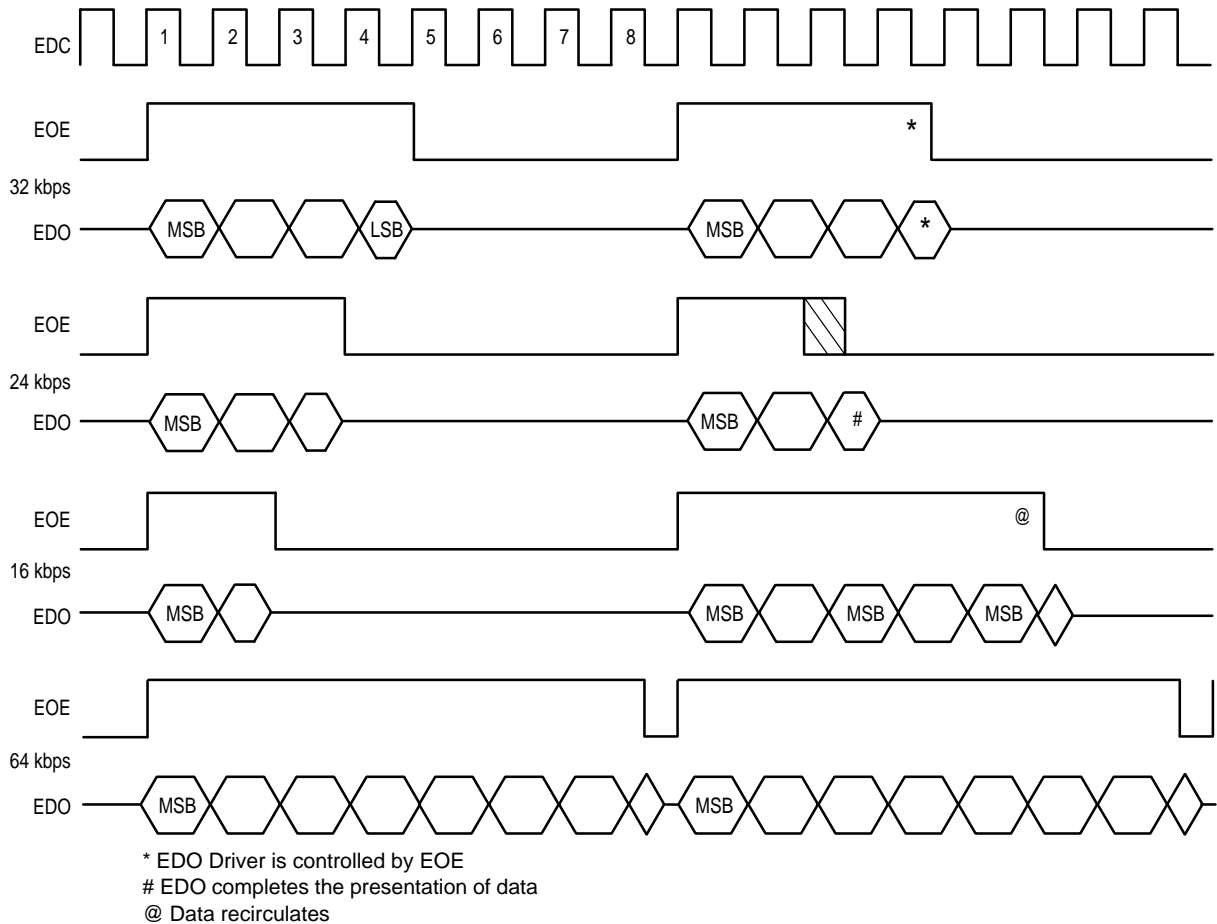 EDC 1 2 3 4 5 6 7 8
EOE *
32 kbps
EDO MSB LSB MSB *
EOE
24 kbps
EDO MSB MSB #
EOE @
16 kbps
EDO MSB MSB MSB MSB
EOE
64 kbps
EDO MSB MSB
* EDO Driver is controlled by EOE
# EDO completes the presentation of data
@ Data recirculates